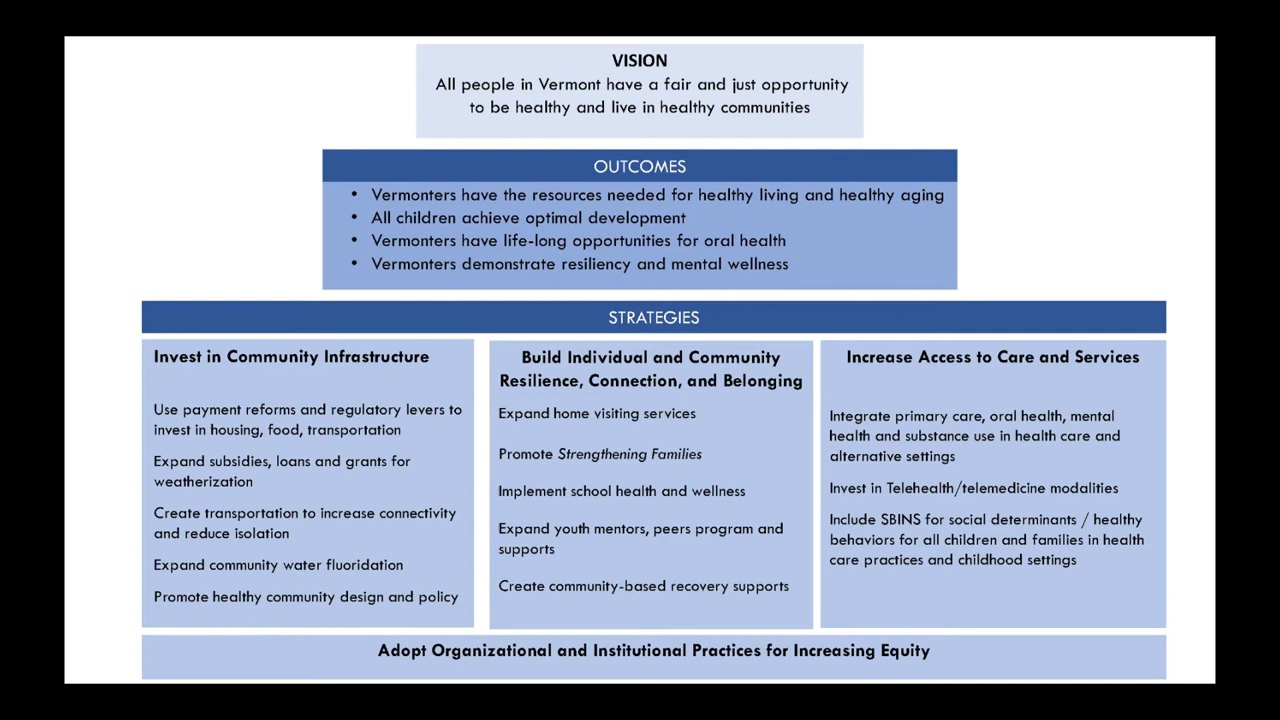 VISION
All people in Vermont have a fair and just opportunity
to be healthy and live in healthy communities
OUTCOMES
• Vermonters have the resources needed for healthy living and healthy aging
• All children achieve optimal development
• Vermonters have life-long opportunities for oral health
• Vermonters demonstrate resiliency and mental wellness
STRATEGIES
Invest in Community Infrastructure
Use payment reforms and regulatory levers to
invest in housing, food, transportation
Expand subsidies, loans and grants for
weatherization
Create transportation to increase connectivity
and reduce isolation
Expand community water fluoridation
Promote healthy community design and policy
Build Individual and Community
Resilience, Connection, and Belonging
Expand home visiting services
Promote Strengthening Families
Implement school health and wellness
Expand youth mentors, peers program and
supports
Create community-based recovery supports
Increase Access to Care and Services
Integrate primary care, oral health, mental
health and substance use in health care and
alternative settings
Invest in Telehealth/telemedicine modalities
Include SBINS for social determinants / healthy
behaviors for all children and families in health
care practices and childhood settings
Adopt Organizational and Institutional Practices for Increasing Equity